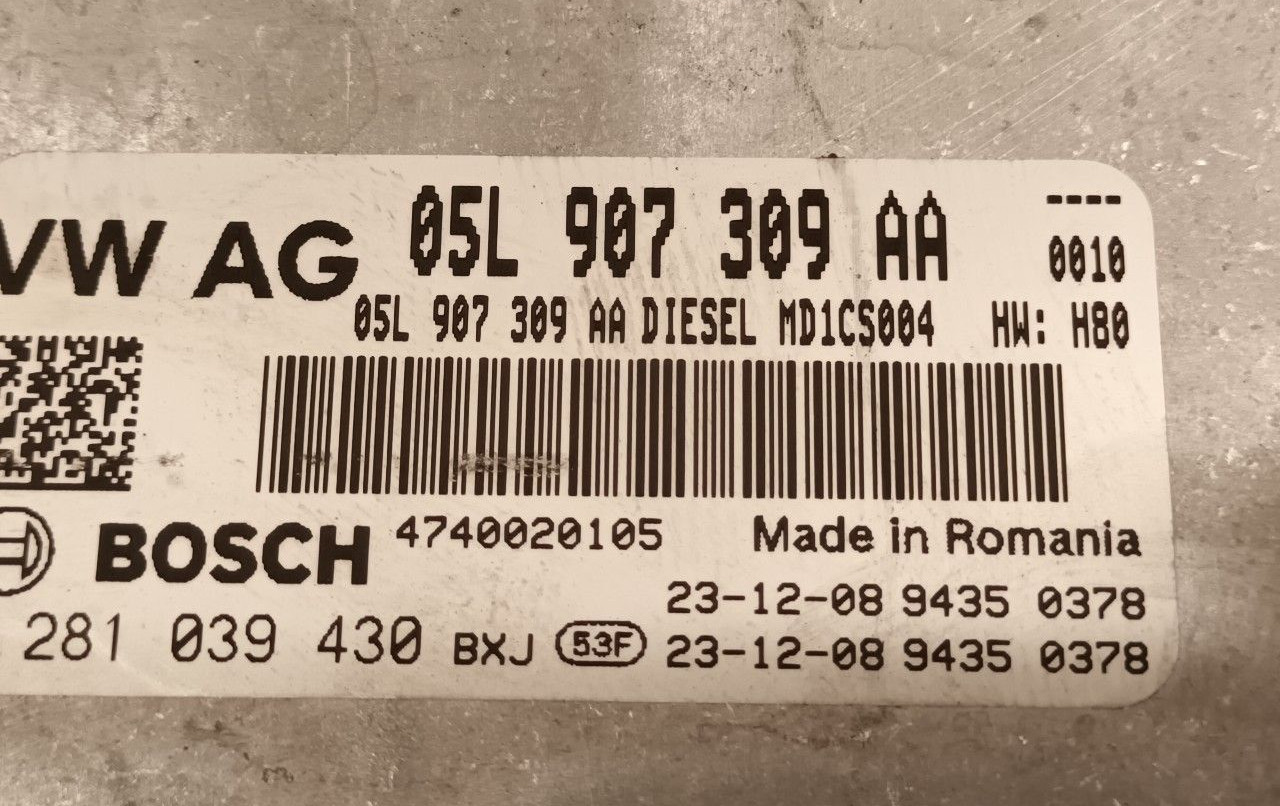 VW AG 05L 907 309 AA ----
0010
05L 907 309 AA DIESEL MD1CS004 HW: H80
BOSCH 4740020105 Made in Romania
23-12-08 9435 0378
281 039 430 BXJ 53F 23-12-08 9435 0378